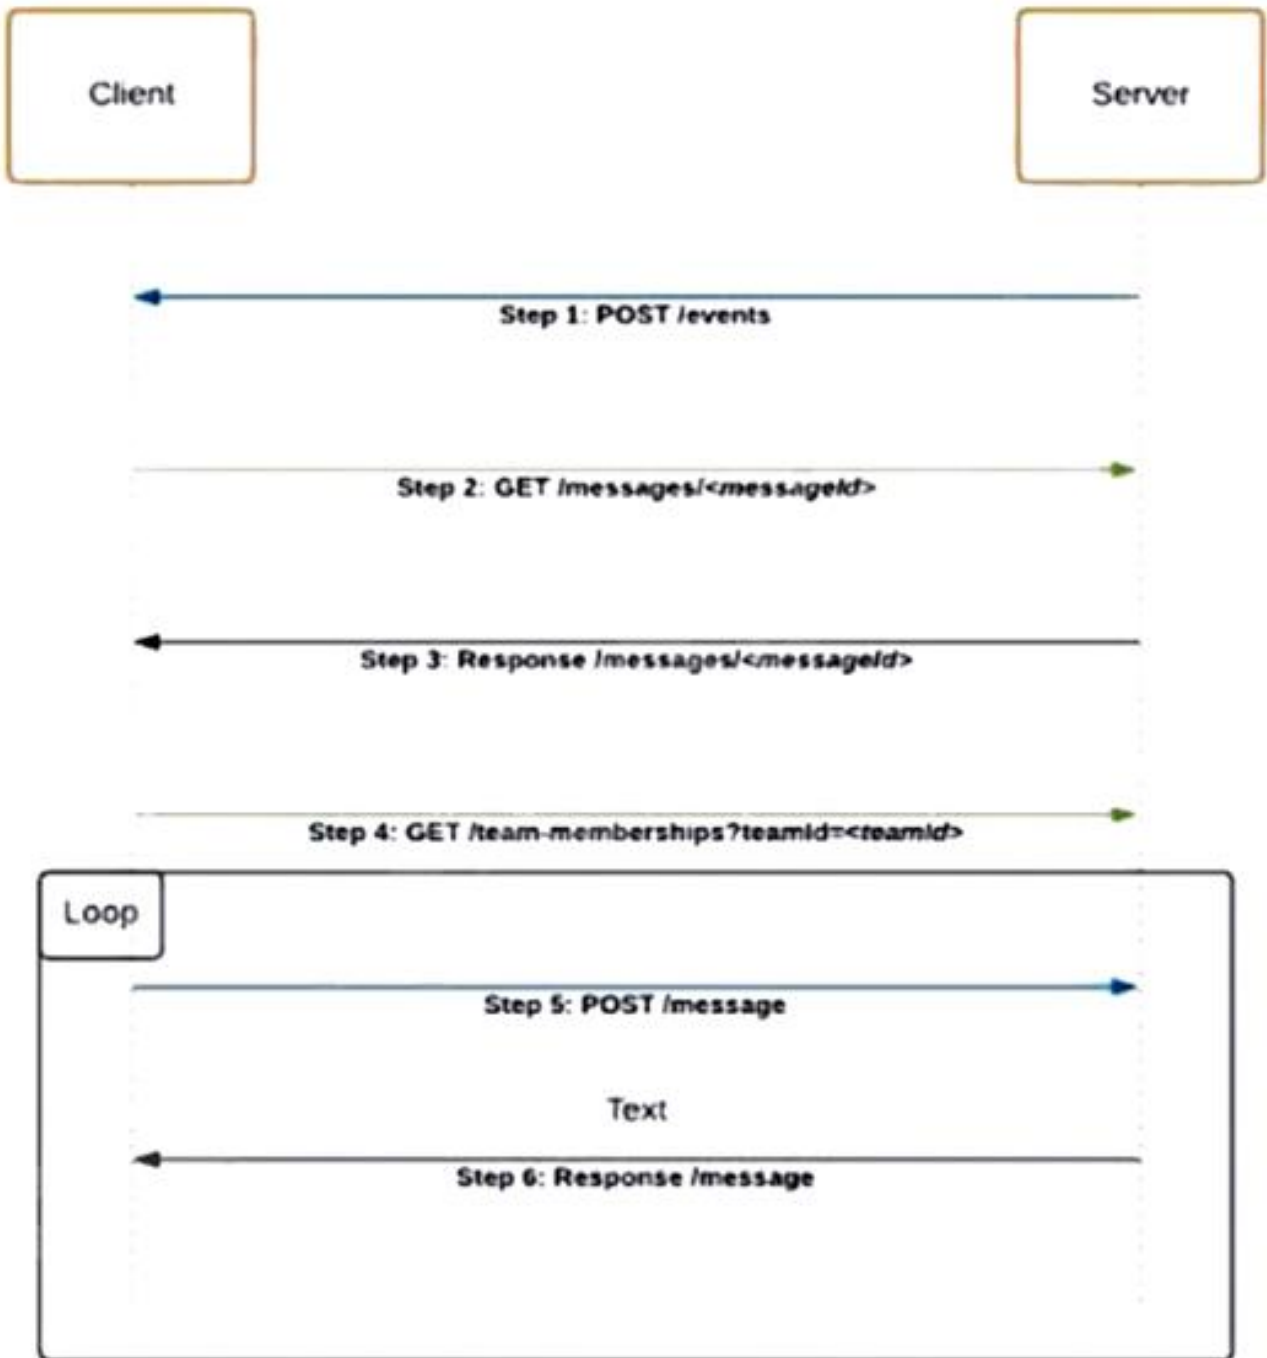 Client
Server
Step 1: POST /events
Step 2: GET /messages/<messageId>
Step 3: Response /messages/<messageId>
Step 4: GET /team-memberships?teamId=<teamId>
Loop
Step 5: POST /message
Text
Step 6: Response /message